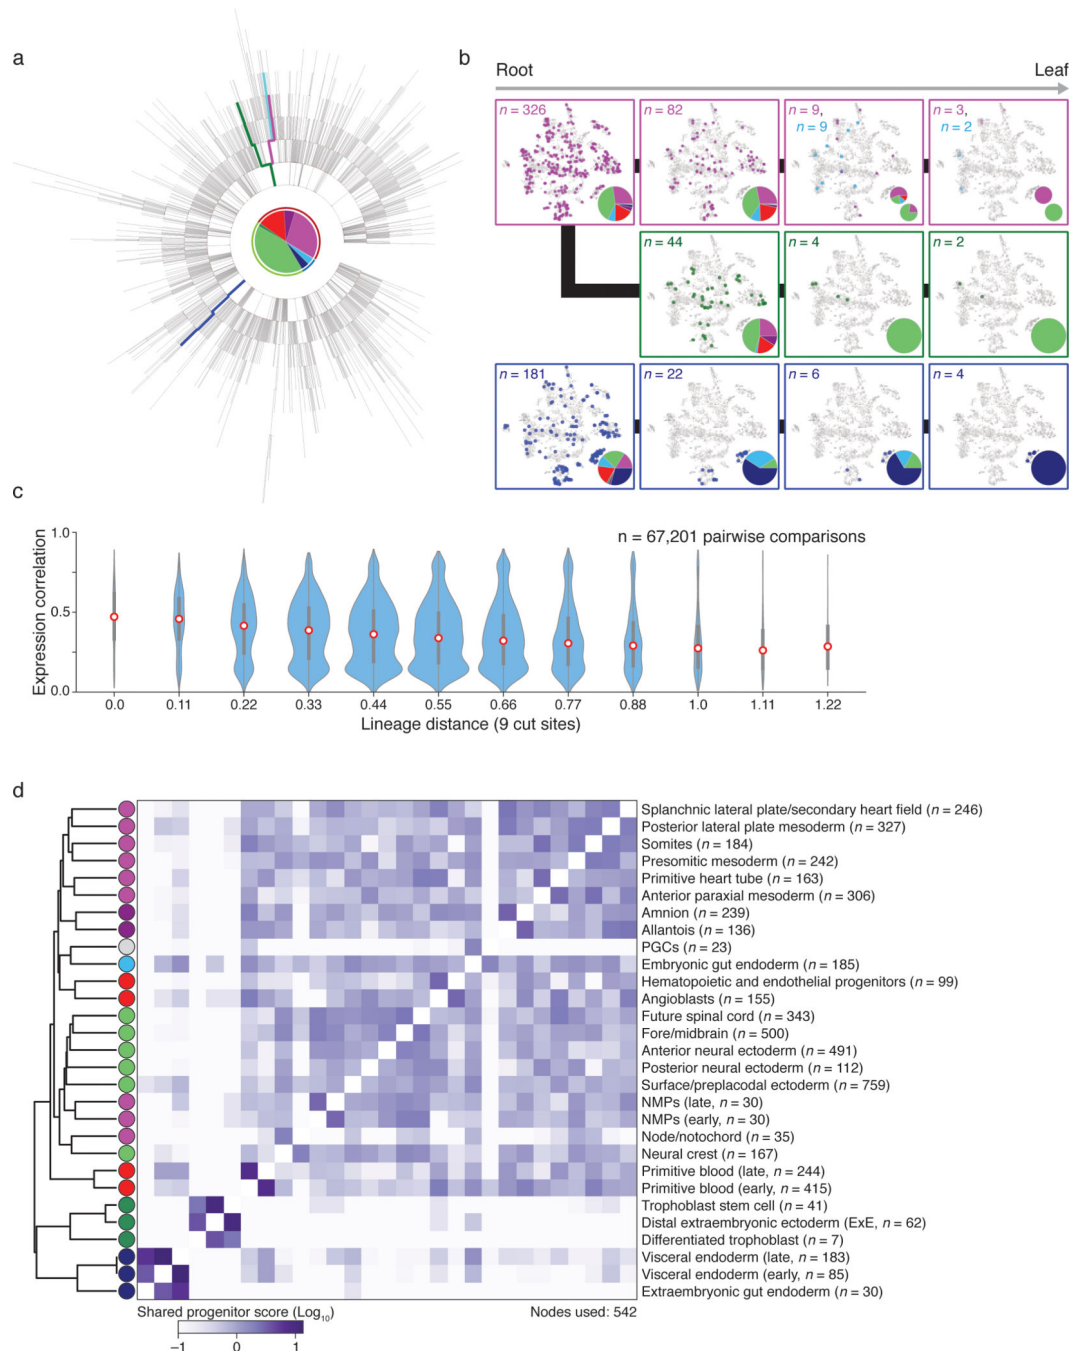 a
b
Root
Leaf
n = 326
n = 82
n = 9,
n = 9
n = 3,
n = 2
n = 44
n = 4
n = 2
n = 181
n = 22
n = 6
n = 4
c
Expression correlation
1.0
0.5
0.0
n = 67,201 pairwise comparisons
0.0 0.11 0.22 0.33 0.44 0.55 0.66 0.77 0.88 1.0 1.11 1.22
Lineage distance (9 cut sites)
d
Splanchnic lateral plate/secondary heart field (n = 246)
Posterior lateral plate mesoderm (n = 327)
Somites (n = 184)
Presomitic mesoderm (n = 242)
Primitive heart tube (n = 163)
Anterior paraxial mesoderm (n = 306)
Amnion (n = 239)
Allantois (n = 136)
PGCs (n = 23)
Embryonic gut endoderm (n = 185)
Hematopoietic and endothelial progenitors (n = 99)
Angioblasts (n = 155)
Future spinal cord (n = 343)
Fore/midbrain (n = 500)
Anterior neural ectoderm (n = 491)
Posterior neural ectoderm (n = 112)
Surface/preplacodal ectoderm (n = 759)
NMPs (late, n = 30)
NMPs (early, n = 30)
Node/notochord (n = 35)
Neural crest (n = 167)
Primitive blood (late, n = 244)
Primitive blood (early, n = 415)
Trophoblast stem cell (n = 41)
Distal extraembryonic ectoderm (ExE, n = 62)
Differentiated trophoblast (n = 7)
Visceral endoderm (late, n = 183)
Visceral endoderm (early, n = 85)
Extraembryonic gut endoderm (n = 30)
Shared progenitor score (Log10)
Nodes used: 542
−1 0 1